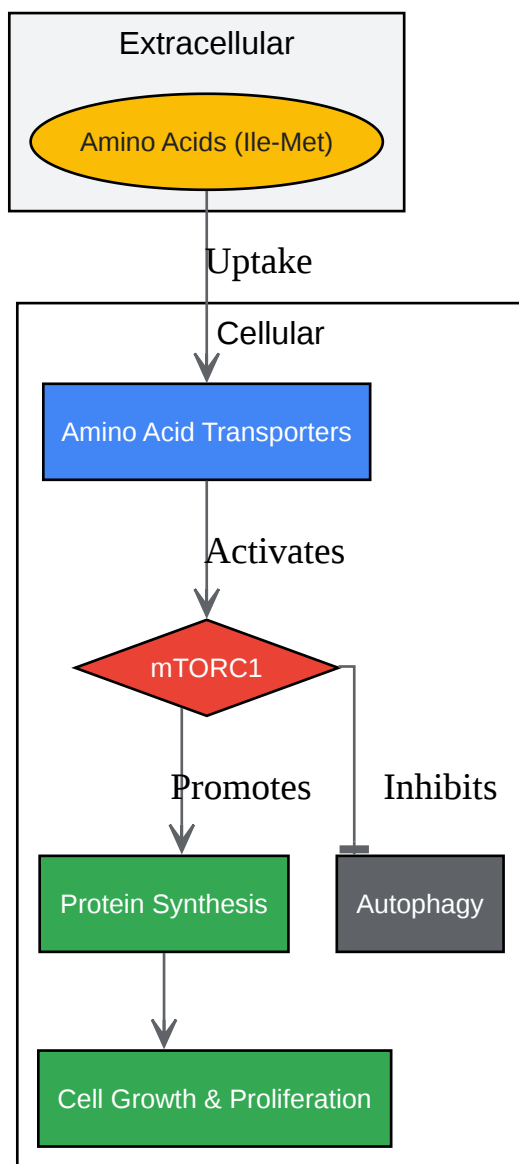 Extracellular
Amino Acids (Ile-Met)
Uptake
Cellular
Amino Acid Transporters
Activates
mTORC1
Promotes
Inhibits
Protein Synthesis
Autophagy
Cell Growth & Proliferation